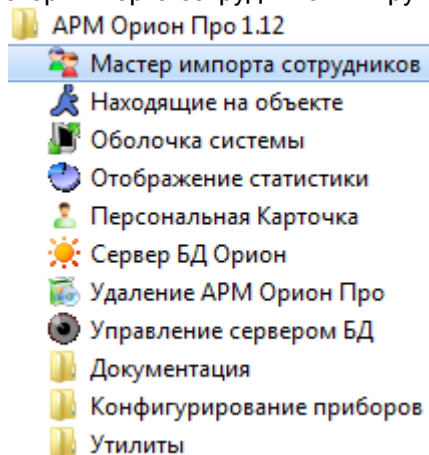 АРМ Орион Про 1.12
Мастер импорта сотрудников
Находящие на объекте
Оболочка системы
Отображение статистики
Персональная Карточка
Сервер БД Орион
Удаление АРМ Орион Про
Управление сервером БД
Документация
Конфигурирование приборов
Утилиты